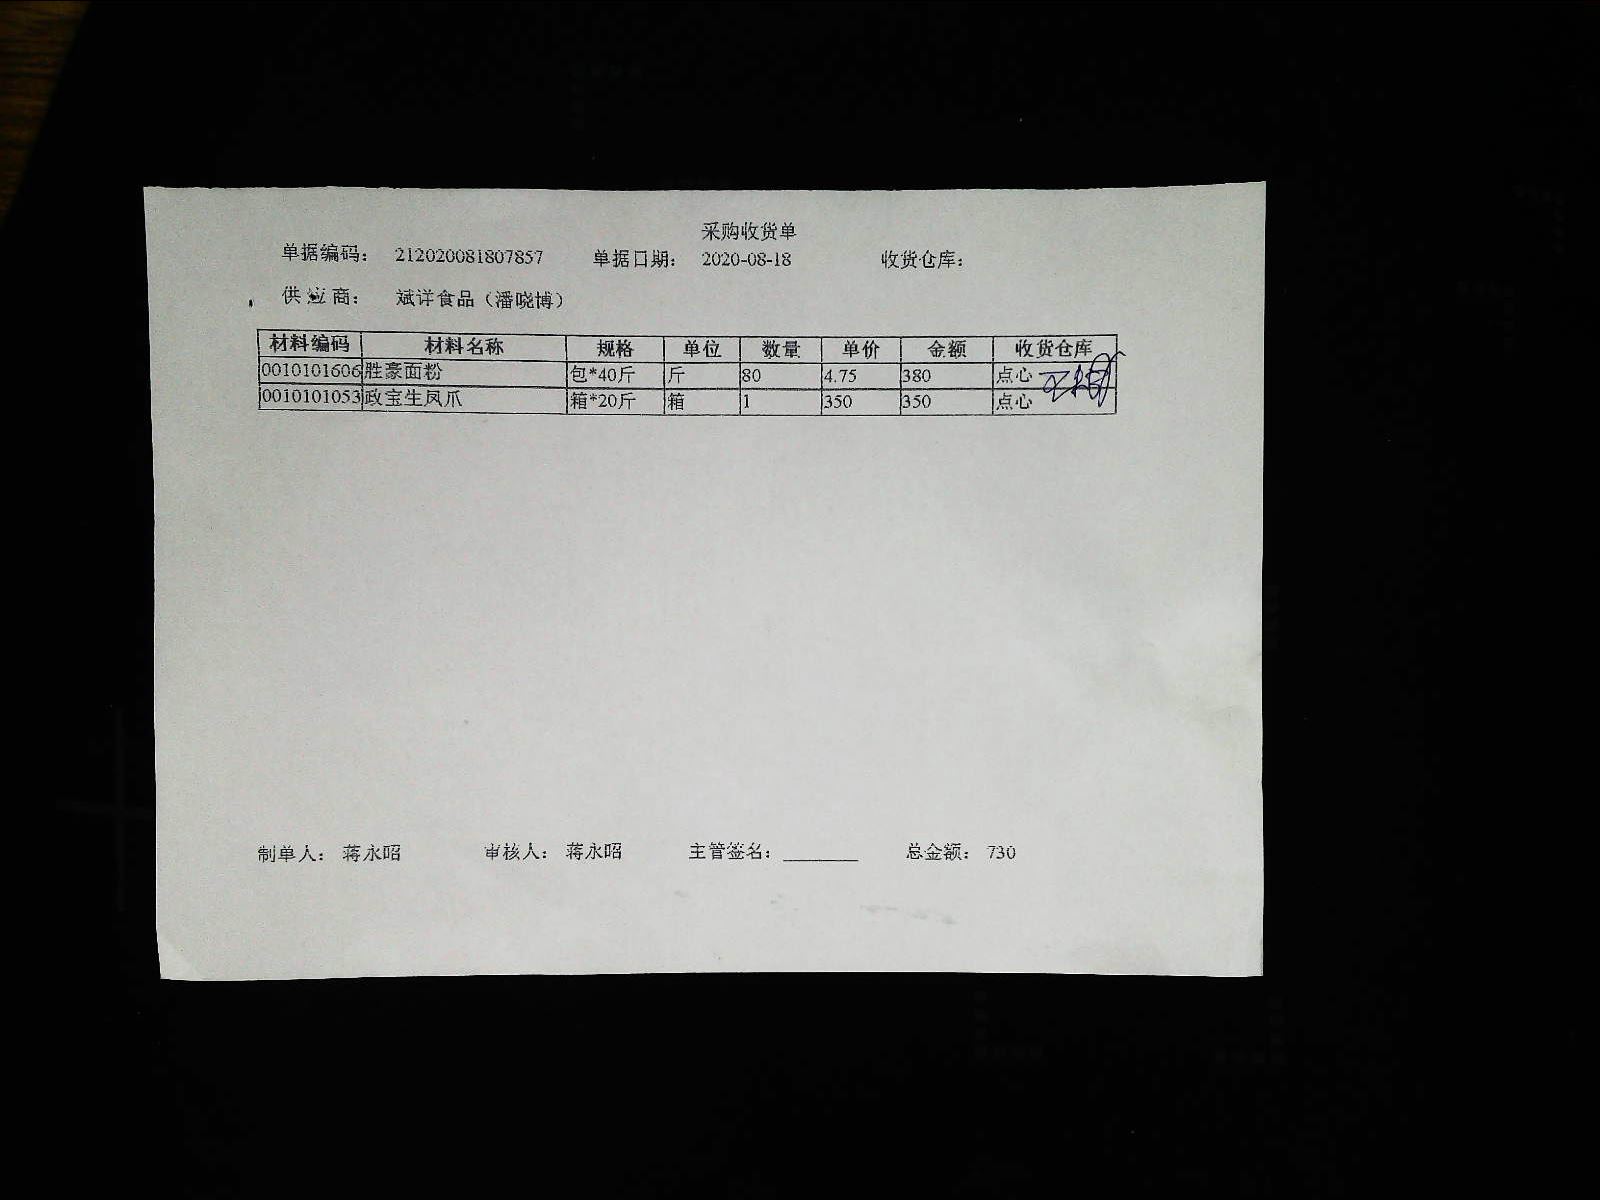 采购收货单
单据编码： 212020081807857 单据日期： 2020-08-18 收货仓库：
供应商： 斌详食品（潘晓博）
材料编码 材料名称 规格 单位 数量 单价 金额 收货仓库
0010101606 胜豪面粉 包*40斤 斤 80 4.75 380 点心
0010101053 政宝生凤爪 箱*20斤 箱 1 350 350 点心
制单人： 蒋永昭 审核人： 蒋永昭 主管签名： 总金额： 730